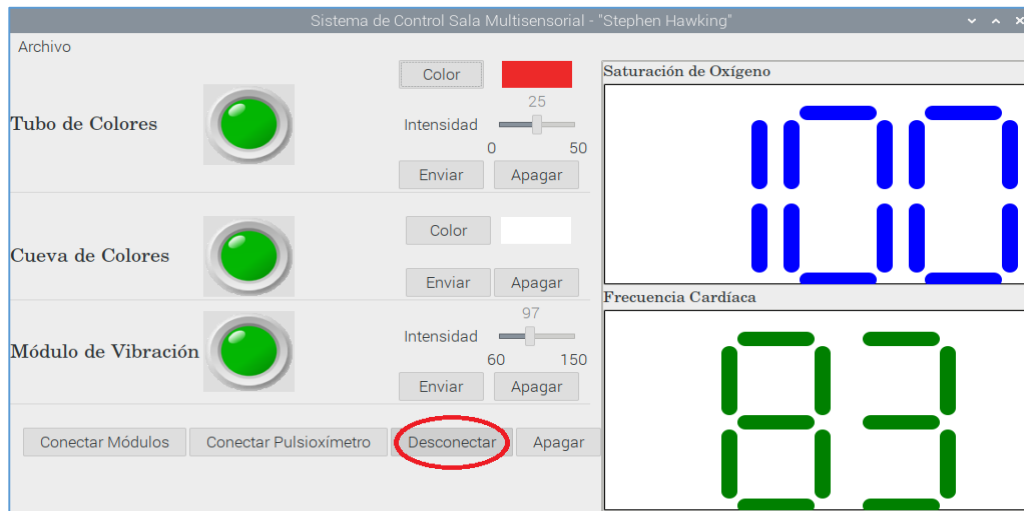 Sistema de Control Sala Multisensorial - "Stephen Hawking"
Archivo
Tubo de Colores
Color
25
Intensidad
0 50
Enviar Apagar
Cueva de Colores
Color
Enviar Apagar
Módulo de Vibración
97
Intensidad
60 150
Enviar Apagar
Conectar Módulos Conectar Pulsioxímetro Desconectar Apagar
Saturación de Oxígeno
100
Frecuencia Cardíaca
83